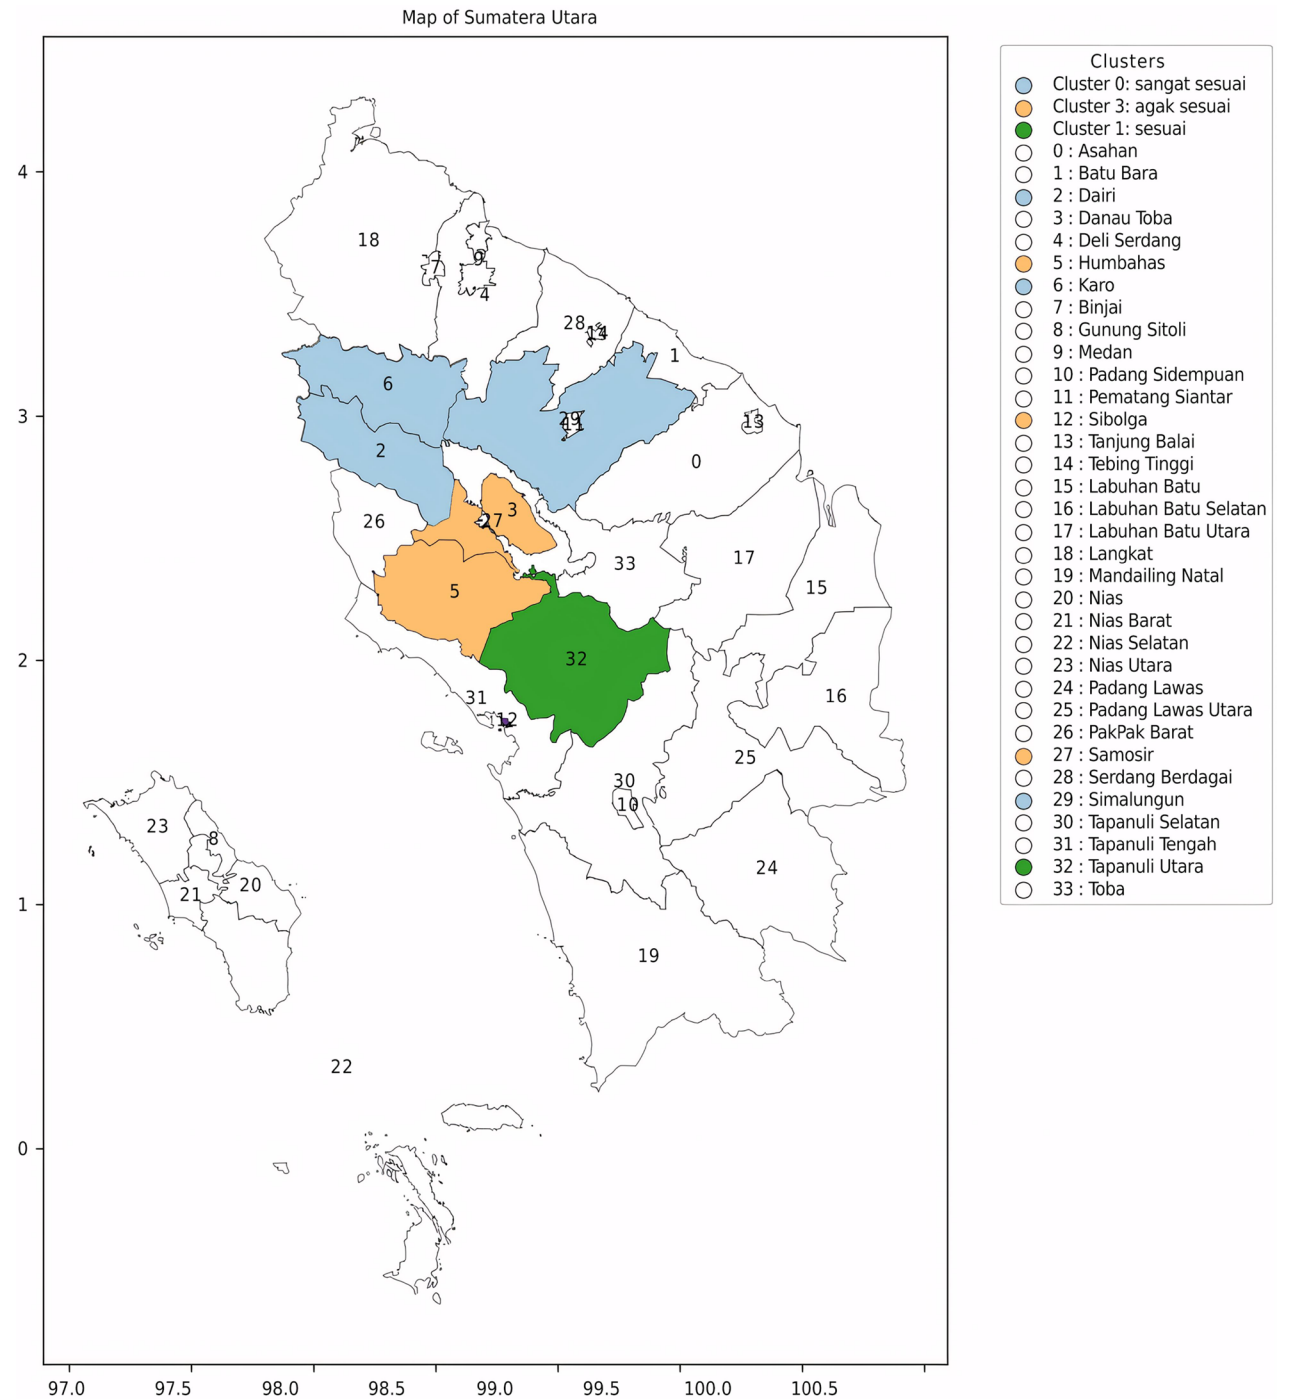 Map of Sumatera Utara
4
3
2
1
0
97.0 97.5 98.0 98.5 99.0 99.5 100.0 100.5
18
7
9
4
28
14
1
6
29
11
13
2
0
3
26
27
33
17
5
15
32
31
12
16
25
30
10
23
8
24
21
20
19
22
Clusters
Cluster 0: sangat sesuai
Cluster 3: agak sesuai
Cluster 1: sesuai
0 : Asahan
1 : Batu Bara
2 : Dairi
3 : Danau Toba
4 : Deli Serdang
5 : Humbahas
6 : Karo
7 : Binjai
8 : Gunung Sitoli
9 : Medan
10 : Padang Sidempuan
11 : Pematang Siantar
12 : Sibolga
13 : Tanjung Balai
14 : Tebing Tinggi
15 : Labuhan Batu
16 : Labuhan Batu Selatan
17 : Labuhan Batu Utara
18 : Langkat
19 : Mandailing Natal
20 : Nias
21 : Nias Barat
22 : Nias Selatan
23 : Nias Utara
24 : Padang Lawas
25 : Padang Lawas Utara
26 : PakPak Barat
27 : Samosir
28 : Serdang Berdagai
29 : Simalungun
30 : Tapanuli Selatan
31 : Tapanuli Tengah
32 : Tapanuli Utara
33 : Toba